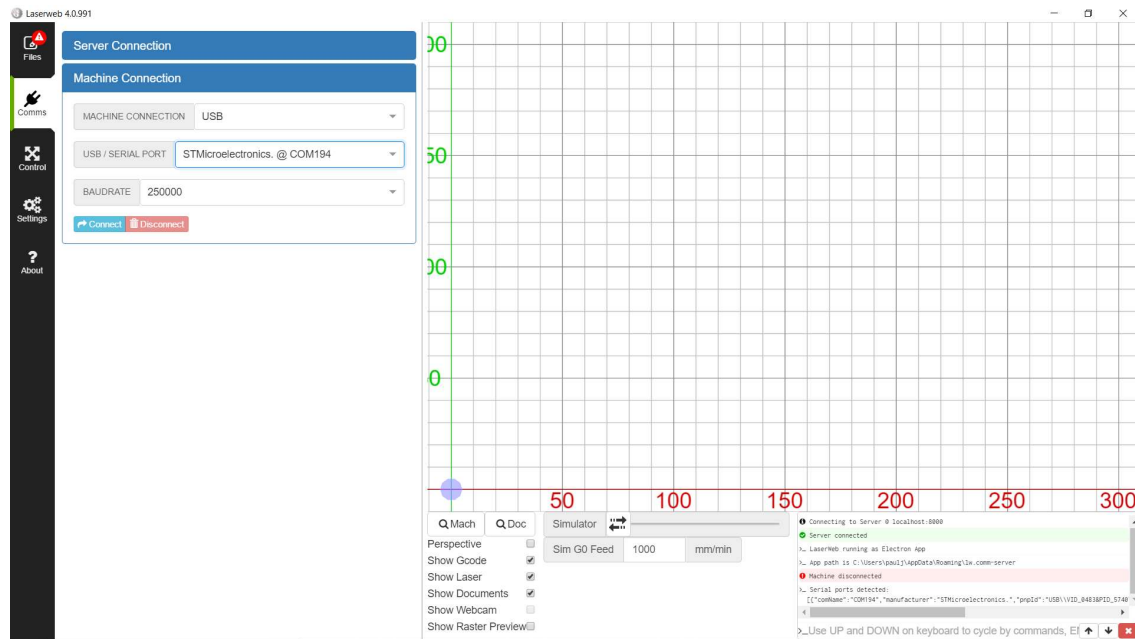 Laserweb 4.0.991
Files
Comms
Control
Settings
? About
Server Connection
Machine Connection
MACHINE CONNECTION USB
USB / SERIAL PORT STMicroelectronics. @ COM194
BAUDRATE 250000
Connect Disconnect
00
50
00
0
50 100 150 200 250 300
Mach Doc
Perspective
Show Gcode
Show Laser
Show Documents
Show Webcam
Show Raster Preview
Simulator
Sim G0 Feed 1000 mm/min
Connecting to Server @ localhost:8000
Server connected
>_ LaserWeb running as Electron App
>_ App path is C:\Users\paulj\AppData\Roaming\lw.comm-server
Machine disconnected
>_ Serial ports detected:
[{"comName":"COM194","manufacturer":"STMicroelectronics.","pnpId":"USB\\VID_0483&PID_5740
>_Use UP and DOWN on keyboard to cycle by commands, E